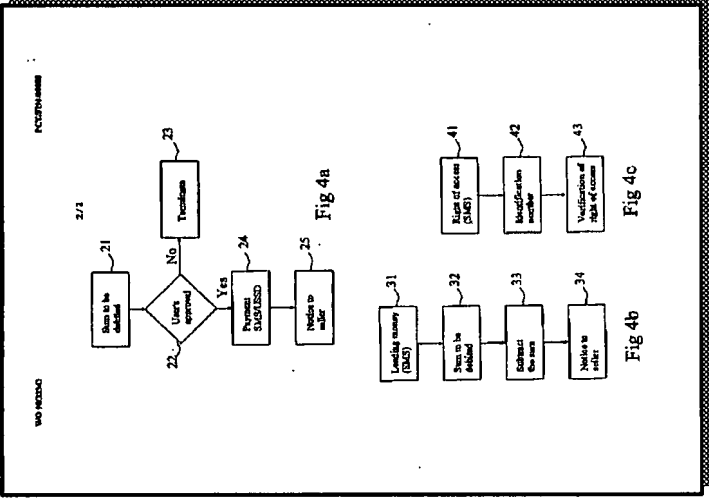 2/2
21
Sum to be
debited
22
User's
approval
No
23
Terminate
Yes
24
Payment
SMS/USSD
25
Notice to
seller
Fig 4a
31
Loading money
(SMS)
32
Sum to be
debited
33
Subtract
the sum
34
Notice to
seller
Fig 4b
41
Right of access
(SMS)
42
Identification
number
43
Verification of
right of access
Fig 4c